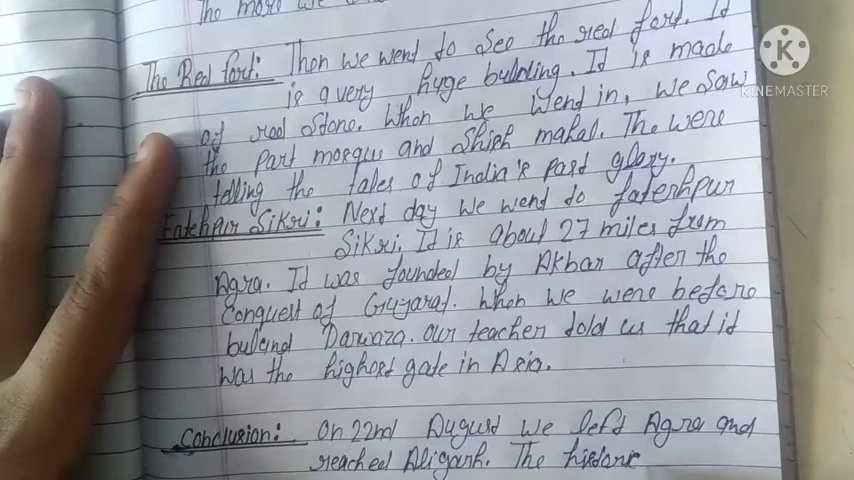 The more we
The Red fort: Then we went to see the red fort. It
is a very huge building. It is made
of red stone. When we went in, we saw
the part mosque and Shish mahal. The were
telling the tales of India's past glory.
Fatehpur Sikri: Next day we went to fatehpur
Sikri. It is about 27 miles from
Agra. It was founded by Akbar after the
Conquest of Gujarat. When we were before
buland Darwaza. our teacher told us that it
was the highest gate in Asia.
Conclusion: On 22nd August we left Agra and
reached Aligarh. The historic
KINEMASTER